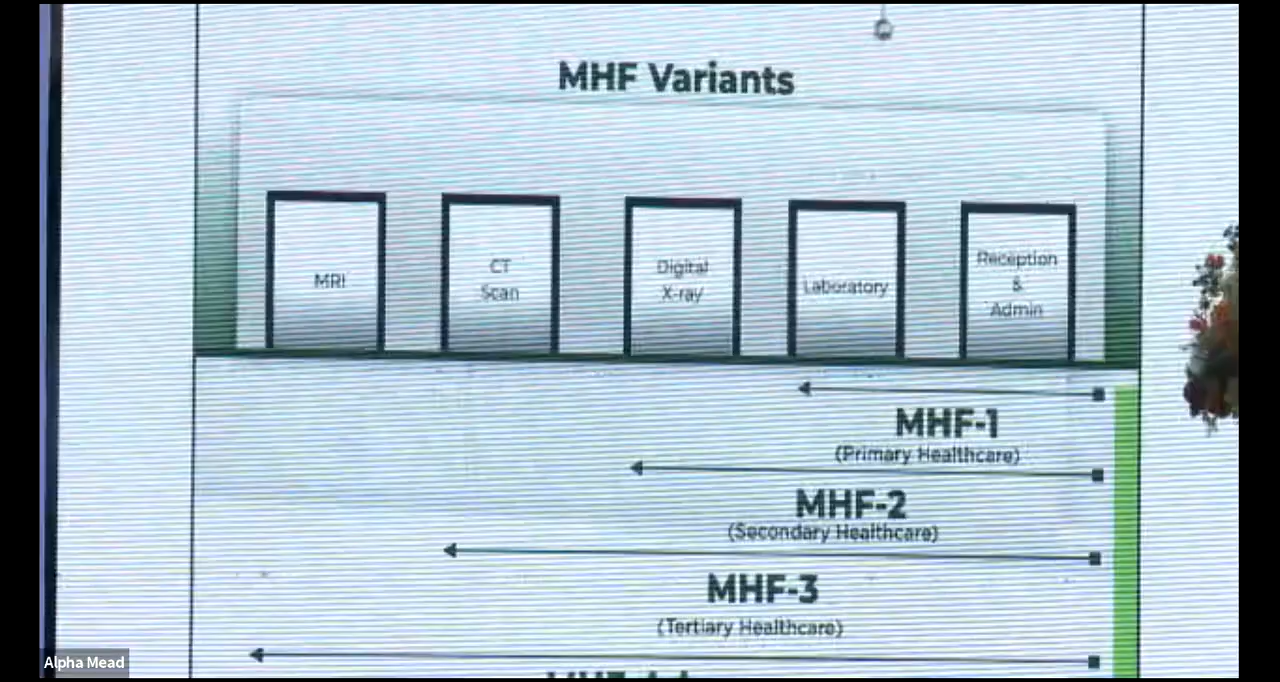 MHF Variants
MRI
CT
Scan
Digital
X-ray
Laboratory
Reception
&
Admin
MHF-1
(Primary Healthcare)
MHF-2
(Secondary Healthcare)
MHF-3
(Tertiary Healthcare)
Alpha Mead